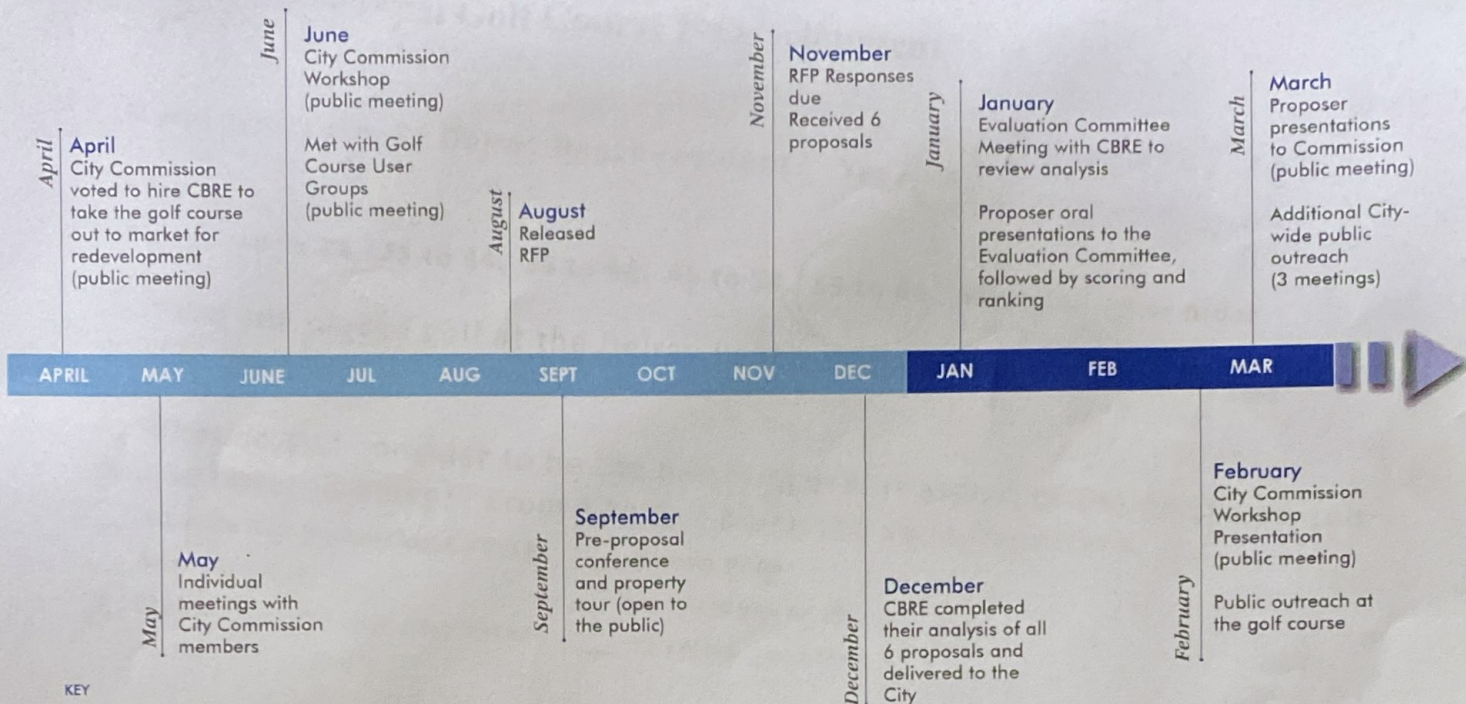 June
June
City Commission
Workshop
(public meeting)
Met with Golf
Course User
Groups
(public meeting)
April
April
City Commission
voted to hire CBRE to
take the golf course
out to market for
redevelopment
(public meeting)
August
August
Released
RFP
November
November
RFP Responses
due
Received 6
proposals
January
January
Evaluation Committee
Meeting with CBRE to
review analysis
Proposer oral
presentations to the
Evaluation Committee,
followed by scoring and
ranking
March
March
Proposer
presentations
to Commission
(public meeting)
Additional City-
wide public
outreach
(3 meetings)
APRIL MAY JUNE JUL AUG SEPT OCT NOV DEC JAN FEB MAR
May
May
Individual
meetings with
City Commission
members
September
September
Pre-proposal
conference
and property
tour (open to
the public)
December
December
CBRE completed
their analysis of all
6 proposals and
delivered to the
City
February
February
City Commission
Workshop
Presentation
(public meeting)
Public outreach at
the golf course
KEY